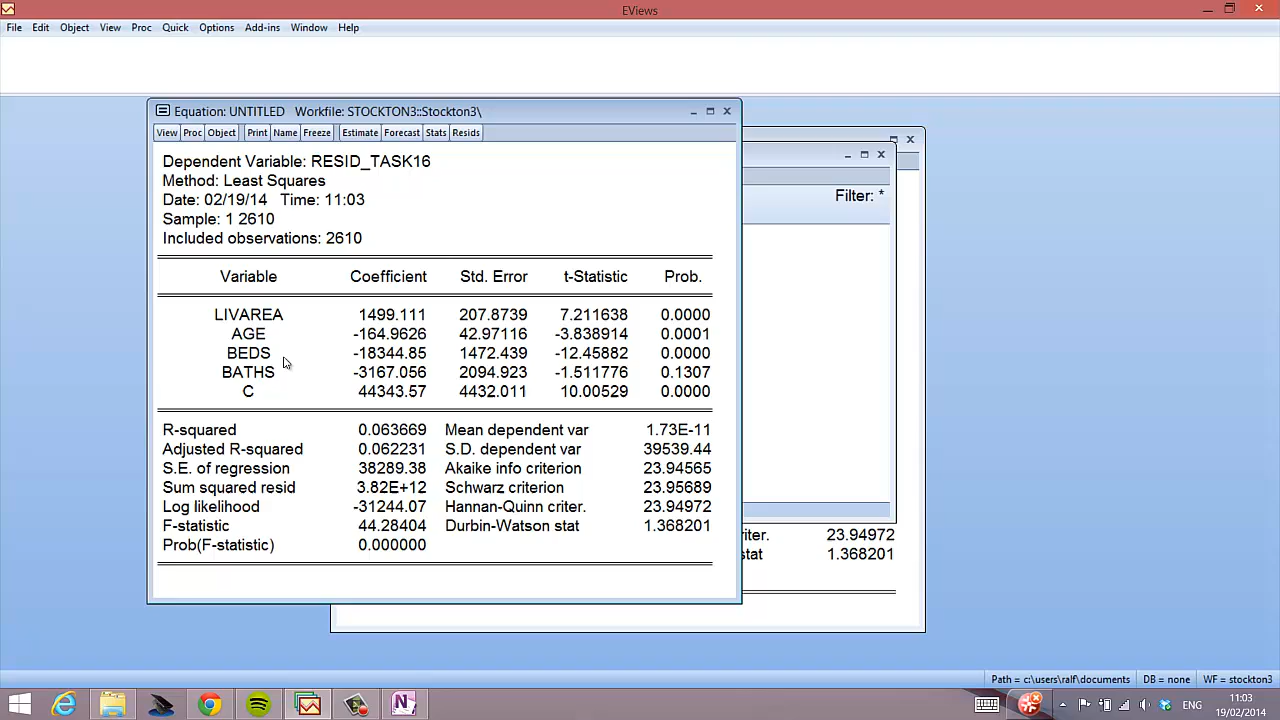 EViews
File Edit Object View Proc Quick Options Add-ins Window Help
Equation: UNTITLED Workfile: STOCKTON3::Stockton3\
View Proc Object Print Name Freeze Estimate Forecast Stats Resids
Dependent Variable: RESID_TASK16
Method: Least Squares
Date: 02/19/14 Time: 11:03
Sample: 1 2610
Included observations: 2610
Filter: *
Variable Coefficient Std. Error t-Statistic Prob.
LIVAREA 1499.111 207.8739 7.211638 0.0000
AGE -164.9626 42.97116 -3.838914 0.0001
BEDS -18344.85 1472.439 -12.45882 0.0000
BATHS -3167.056 2094.923 -1.511776 0.1307
C 44343.57 4432.011 10.00529 0.0000
R-squared 0.063669 Mean dependent var 1.73E-11
Adjusted R-squared 0.062231 S.D. dependent var 39539.44
S.E. of regression 38289.38 Akaike info criterion 23.94565
Sum squared resid 3.82E+12 Schwarz criterion 23.95689
Log likelihood -31244.07 Hannan-Quinn criter. 23.94972
F-statistic 44.28404 Durbin-Watson stat 1.368201
Prob(F-statistic) 0.000000
riter. 23.94972
stat 1.368201
Path = c:\users\ralf\documents DB = none WF = stockton3
ENG
11:03
19/02/2014